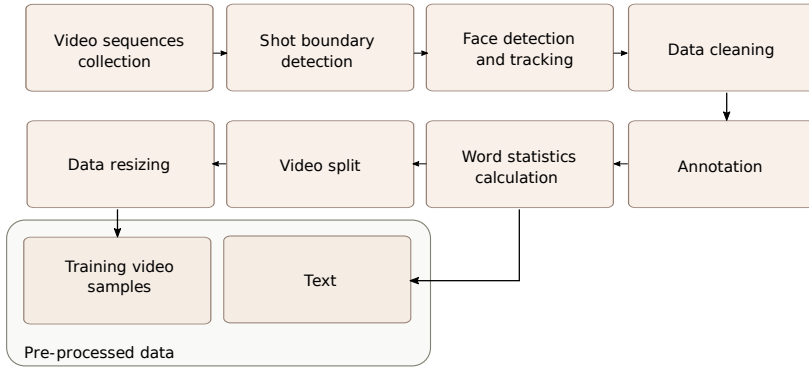 Video sequences
collection
Shot boundary
detection
Face detection
and tracking
Data cleaning
Data resizing
Video split
Word statistics
calculation
Annotation
Training video
samples
Text
Pre-processed data